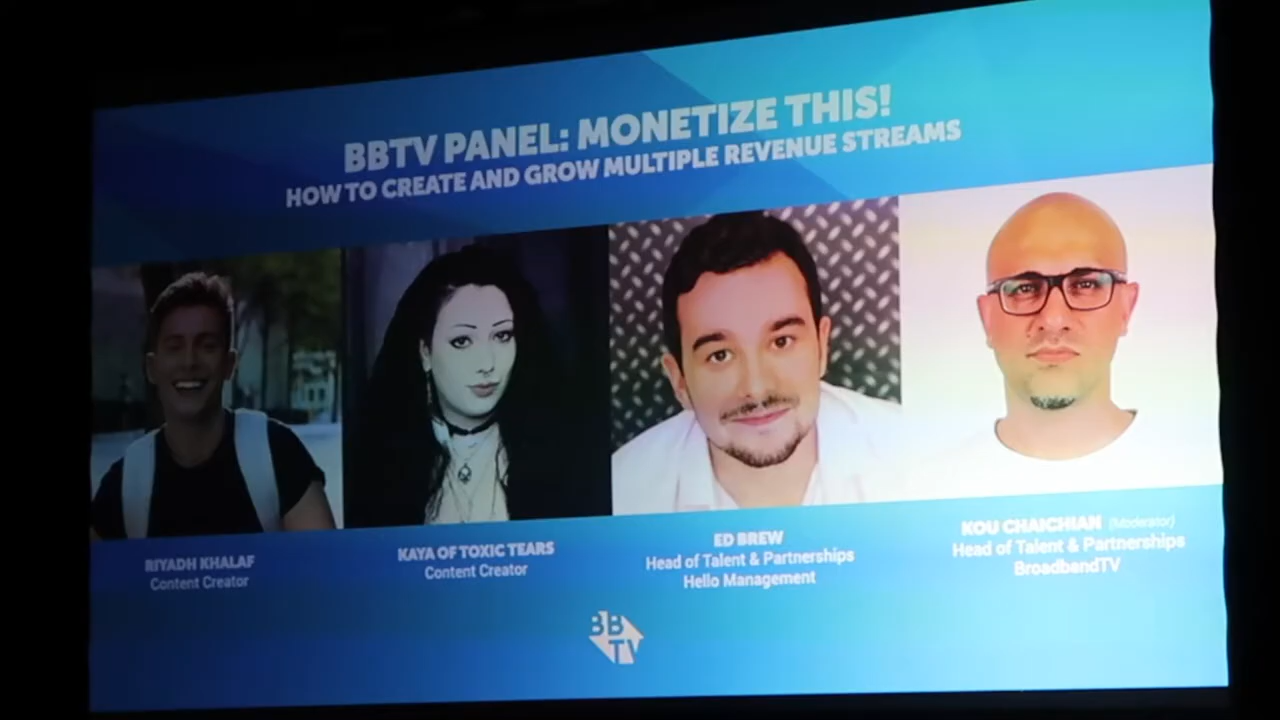 BBTV PANEL: MONETIZE THIS!
HOW TO CREATE AND GROW MULTIPLE REVENUE STREAMS
RIYADH KHALAF
Content Creator
KAYA OF TOXIC TEARS
Content Creator
ED BREW
Head of Talent & Partnerships
Hello Management
KOU CHAICHIAN (Moderator)
Head of Talent & Partnerships
BroadbandTV
BB
TV